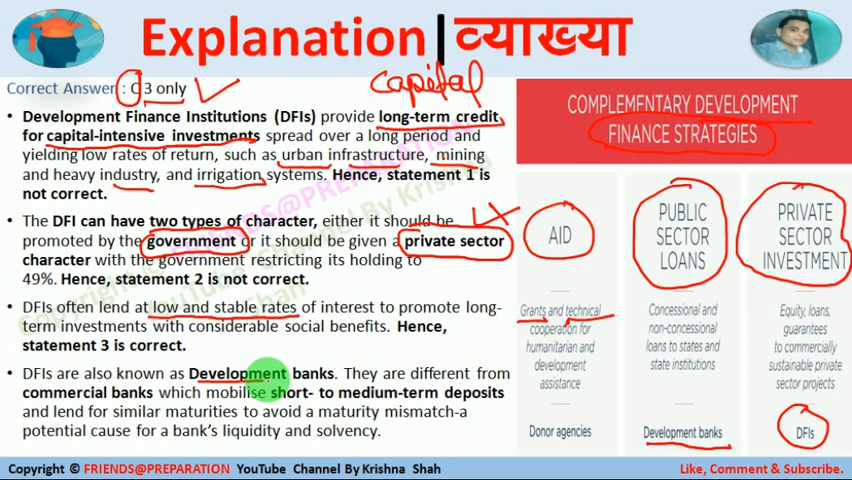 Explanation|व्याख्या
Correct Answer : C 3 only
capital
Development Finance Institutions (DFIs) provide long-term credit
for capital-intensive investments spread over a long period and
yielding low rates of return, such as urban infrastructure, mining
and heavy industry, and irrigation systems. Hence, statement 1 is
not correct.
The DFI can have two types of character, either it should be
promoted by the government or it should be given a private sector
character with the government restricting its holding to
49%. Hence, statement 2 is not correct.
DFIs often lend at low and stable rates of interest to promote long-
term investments with considerable social benefits. Hence,
statement 3 is correct.
DFIs are also known as Development banks. They are different from
commercial banks which mobilise short- to medium-term deposits
and lend for similar maturities to avoid a maturity mismatch-a
potential cause for a bank's liquidity and solvency.
COMPLEMENTARY DEVELOPMENT
FINANCE STRATEGIES
AID
Grants and technical
cooperation for
humanitarian and
development
assistance
Donor agencies
PUBLIC
SECTOR
LOANS
Concessional and
non-concessional
loans to states and
state institutions
Development banks
PRIVATE
SECTOR
INVESTMENT
Equity, loans,
guarantees
to commercially
sustainable private
sector projects
DFIs
Copyright © FRIENDS@PREPARATION YouTube Channel By Krishna Shah
Like, Comment & Subscribe.